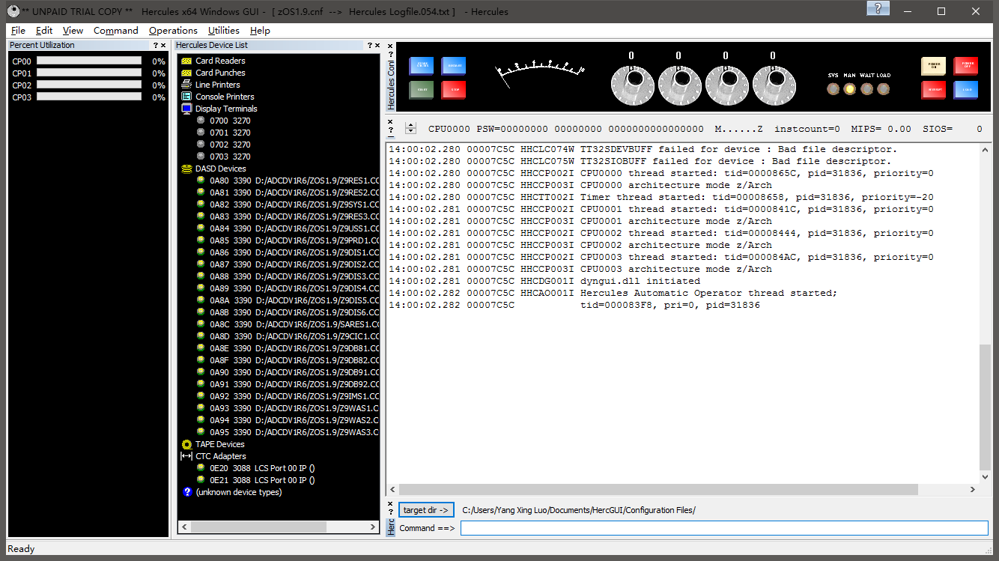 ** UNPAID TRIAL COPY ** Hercules x64 Windows GUI - [ zOS1.9.cnf --> Hercules Logfile.054.txt ] - Hercules
File Edit View Command Operations Utilities Help
Percent Utilization
CP00 0%
CP01 0%
CP02 0%
CP03 0%
Hercules Device List
Card Readers
Card Punches
Line Printers
Console Printers
Display Terminals
0700 3270
0701 3270
0702 3270
0703 3270
DASD Devices
0A80 3390 D:/ADCDV1R6/ZOS1.9/Z9RES1.CC
0A81 3390 D:/ADCDV1R6/ZOS1.9/Z9RES2.CC
0A82 3390 D:/ADCDV1R6/ZOS1.9/Z9SYS1.CC
0A83 3390 D:/ADCDV1R6/ZOS1.9/Z9RES3.CC
0A84 3390 D:/ADCDV1R6/ZOS1.9/Z9USS1.CC
0A85 3390 D:/ADCDV1R6/ZOS1.9/Z9PRD1.CC
0A86 3390 D:/ADCDV1R6/ZOS1.9/Z9DIS1.CC
0A87 3390 D:/ADCDV1R6/ZOS1.9/Z9DIS2.CC
0A88 3390 D:/ADCDV1R6/ZOS1.9/Z9DIS3.CC
0A89 3390 D:/ADCDV1R6/ZOS1.9/Z9DIS4.CC
0A8A 3390 D:/ADCDV1R6/ZOS1.9/Z9DIS5.CC
0A8B 3390 D:/ADCDV1R6/ZOS1.9/Z9DIS6.CC
0A8C 3390 D:/ADCDV1R6/ZOS1.9/SARES1.CC
0A8D 3390 D:/ADCDV1R6/ZOS1.9/Z9CIC1.CC
0A8E 3390 D:/ADCDV1R6/ZOS1.9/Z9DB81.CC
0A8F 3390 D:/ADCDV1R6/ZOS1.9/Z9DB82.CC
0A90 3390 D:/ADCDV1R6/ZOS1.9/Z9DB91.CC
0A91 3390 D:/ADCDV1R6/ZOS1.9/Z9DB92.CC
0A92 3390 D:/ADCDV1R6/ZOS1.9/Z9IMS1.CC
0A93 3390 D:/ADCDV1R6/ZOS1.9/Z9WAS1.CC
0A94 3390 D:/ADCDV1R6/ZOS1.9/Z9WAS2.CC
0A95 3390 D:/ADCDV1R6/ZOS1.9/Z9WAS3.CC
TAPE Devices
CTC Adapters
0E20 3088 LCS Port 00 IP ()
0E21 3088 LCS Port 00 IP ()
(unknown device types)
Hercules Conl
START
STOP
0 0 0 0
SYS MAN WAIT LOAD
POWER ON
POWER OFF
INTERRUPT
LOAD
CPU0000 PSW=00000000 00000000 0000000000000000 M......Z instcount=0 MIPS= 0.00 SIOS= 0
14:00:02.280 00007C5C HHCLC074W TT32SDEVBUFF failed for device : Bad file descriptor.
14:00:02.280 00007C5C HHCLC075W TT32SIOBUFF failed for device : Bad file descriptor.
14:00:02.280 00007C5C HHCCP002I CPU0000 thread started: tid=0000865C, pid=31836, priority=0
14:00:02.280 00007C5C HHCCP003I CPU0000 architecture mode z/Arch
14:00:02.280 00007C5C HHCTT002I Timer thread started: tid=00008658, pid=31836, priority=-20
14:00:02.281 00007C5C HHCCP002I CPU0001 thread started: tid=0000841C, pid=31836, priority=0
14:00:02.281 00007C5C HHCCP003I CPU0001 architecture mode z/Arch
14:00:02.281 00007C5C HHCCP002I CPU0002 thread started: tid=00008444, pid=31836, priority=0
14:00:02.281 00007C5C HHCCP003I CPU0002 architecture mode z/Arch
14:00:02.281 00007C5C HHCCP002I CPU0003 thread started: tid=000084AC, pid=31836, priority=0
14:00:02.281 00007C5C HHCCP003I CPU0003 architecture mode z/Arch
14:00:02.281 00007C5C HHCDG001I dyngui.dll initiated
14:00:02.282 00007C5C HHCAO001I Hercules Automatic Operator thread started;
14:00:02.282 00007C5C tid=000083F8, pri=0, pid=31836
Herc
target dir -> C:/Users/Yang Xing Luo/Documents/HercGUI/Configuration Files/
Command ==>
Ready